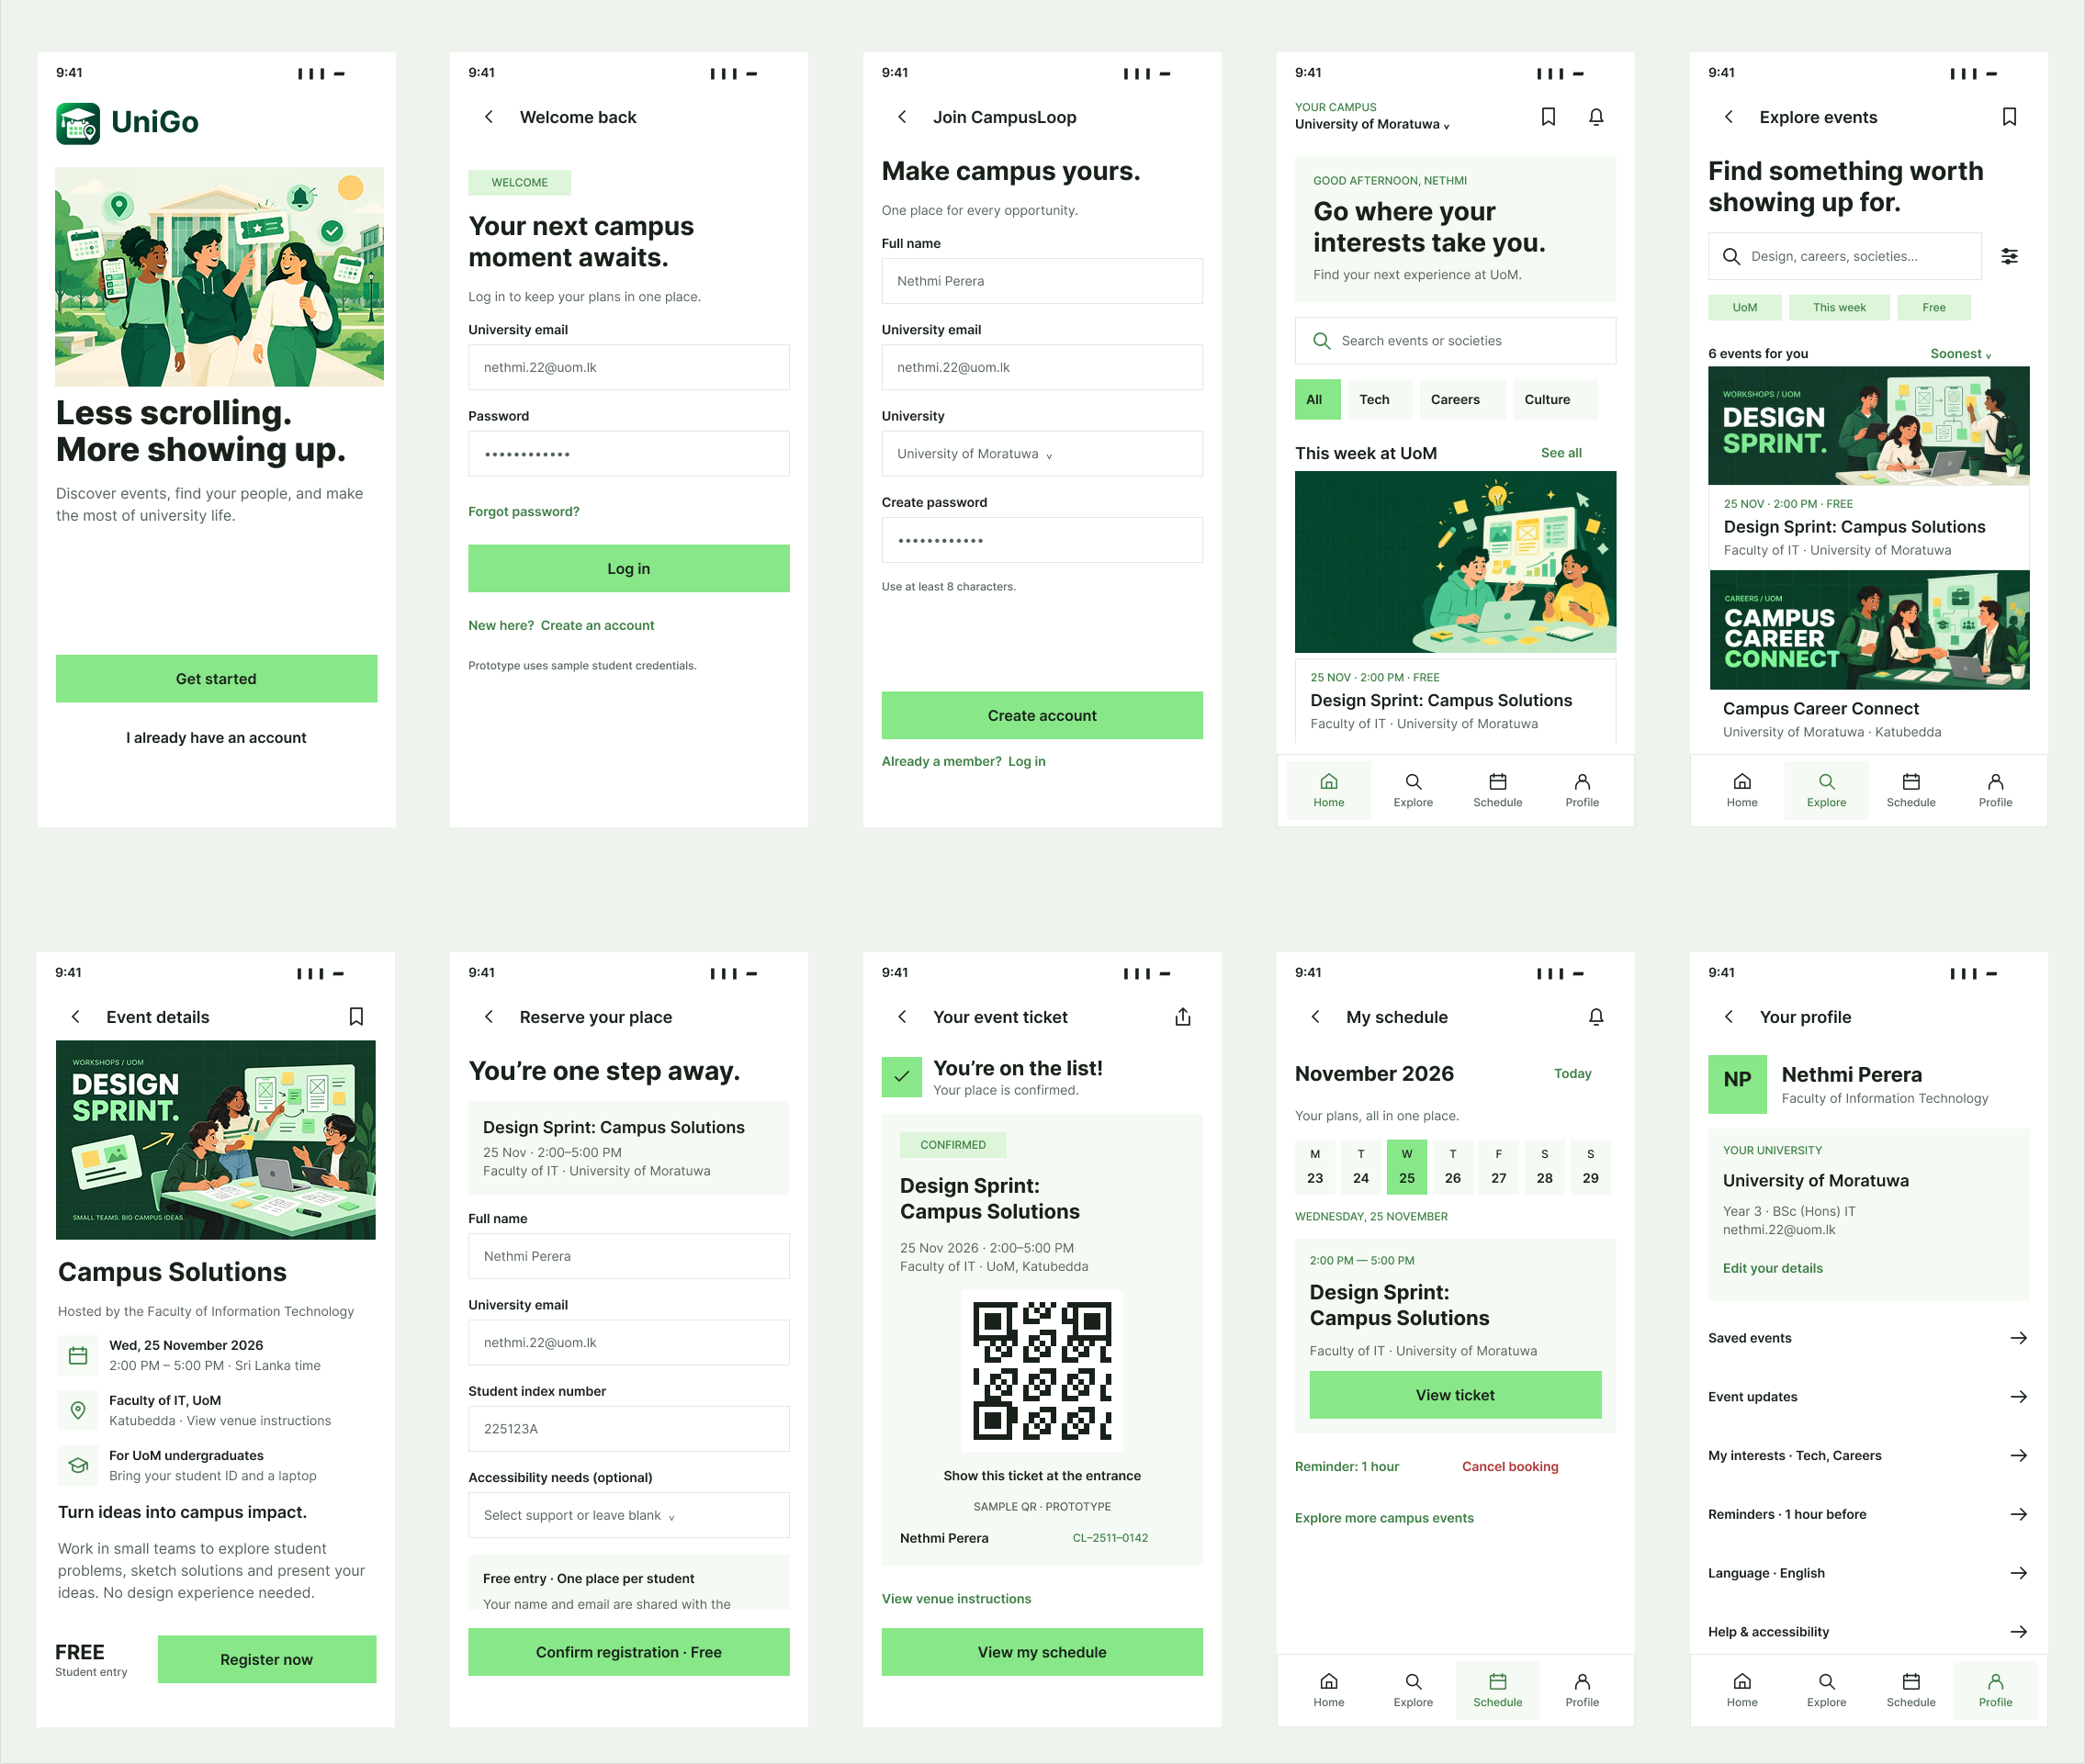 9:41
UniGo
Less scrolling.
More showing up.
Discover events, find your people, and make
the most of university life.
Get started
I already have an account
9:41
Welcome back
WELCOME
Your next campus
moment awaits.
Log in to keep your plans in one place.
University email
nethmi.22@uom.lk
Password
••••••••••••
Forgot password?
Log in
New here? Create an account
Prototype uses sample student credentials.
9:41
Join CampusLoop
Make campus yours.
One place for every opportunity.
Full name
Nethmi Perera
University email
nethmi.22@uom.lk
University
University of Moratuwa
Create password
••••••••••••
Use at least 8 characters.
Create account
Already a member? Log in
9:41
YOUR CAMPUS
University of Moratuwa
GOOD AFTERNOON, NETHMI
Go where your
interests take you.
Find your next experience at UoM.
Search events or societies
All Tech Careers Culture
This week at UoM See all
25 NOV · 2:00 PM · FREE
Design Sprint: Campus Solutions
Faculty of IT · University of Moratuwa
Home Explore Schedule Profile
9:41
Explore events
Find something worth
showing up for.
Design, careers, societies...
UoM This week Free
6 events for you Soonest
WORKSHOPS / UOM
DESIGN
SPRINT.
25 NOV · 2:00 PM · FREE
Design Sprint: Campus Solutions
Faculty of IT · University of Moratuwa
CAREERS / UOM
CAMPUS
CAREER
CONNECT
Campus Career Connect
University of Moratuwa · Katubedda
Home Explore Schedule Profile
9:41
Event details
WORKSHOPS / UOM
DESIGN
SPRINT.
SMALL TEAMS. BIG CAMPUS IDEAS.
Campus Solutions
Hosted by the Faculty of Information Technology
Wed, 25 November 2026
2:00 PM – 5:00 PM · Sri Lanka time
Faculty of IT, UoM
Katubedda · View venue instructions
For UoM undergraduates
Bring your student ID and a laptop
Turn ideas into campus impact.
Work in small teams to explore student
problems, sketch solutions and present your
ideas. No design experience needed.
FREE
Student entry
Register now
9:41
Reserve your place
You’re one step away.
Design Sprint: Campus Solutions
25 Nov · 2:00–5:00 PM
Faculty of IT · University of Moratuwa
Full name
Nethmi Perera
University email
nethmi.22@uom.lk
Student index number
225123A
Accessibility needs (optional)
Select support or leave blank
Free entry · One place per student
Your name and email are shared with the
Confirm registration · Free
9:41
Your event ticket
You’re on the list!
Your place is confirmed.
CONFIRMED
Design Sprint:
Campus Solutions
25 Nov 2026 · 2:00–5:00 PM
Faculty of IT · UoM, Katubedda
Show this ticket at the entrance
SAMPLE QR · PROTOTYPE
Nethmi Perera CL–2511–0142
View venue instructions
View my schedule
9:41
My schedule
November 2026 Today
Your plans, all in one place.
M T W T F S S
23 24 25 26 27 28 29
WEDNESDAY, 25 NOVEMBER
2:00 PM — 5:00 PM
Design Sprint:
Campus Solutions
Faculty of IT · University of Moratuwa
View ticket
Reminder: 1 hour Cancel booking
Explore more campus events
Home Explore Schedule Profile
9:41
Your profile
NP
Nethmi Perera
Faculty of Information Technology
YOUR UNIVERSITY
University of Moratuwa
Year 3 · BSc (Hons) IT
nethmi.22@uom.lk
Edit your details
Saved events
Event updates
My interests · Tech, Careers
Reminders · 1 hour before
Language · English
Help & accessibility
Home Explore Schedule Profile